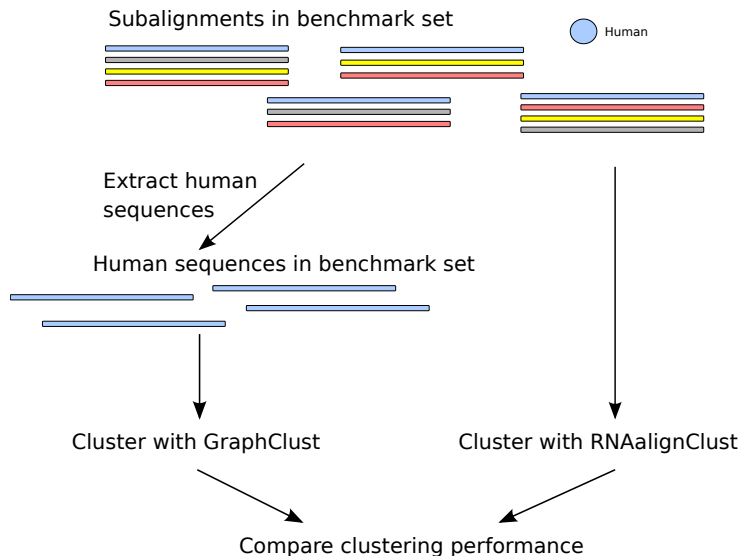 Subalignments in benchmark set
Human
Extract human
sequences
Human sequences in benchmark set
Cluster with GraphClust
Cluster with RNAalignClust
Compare clustering performance